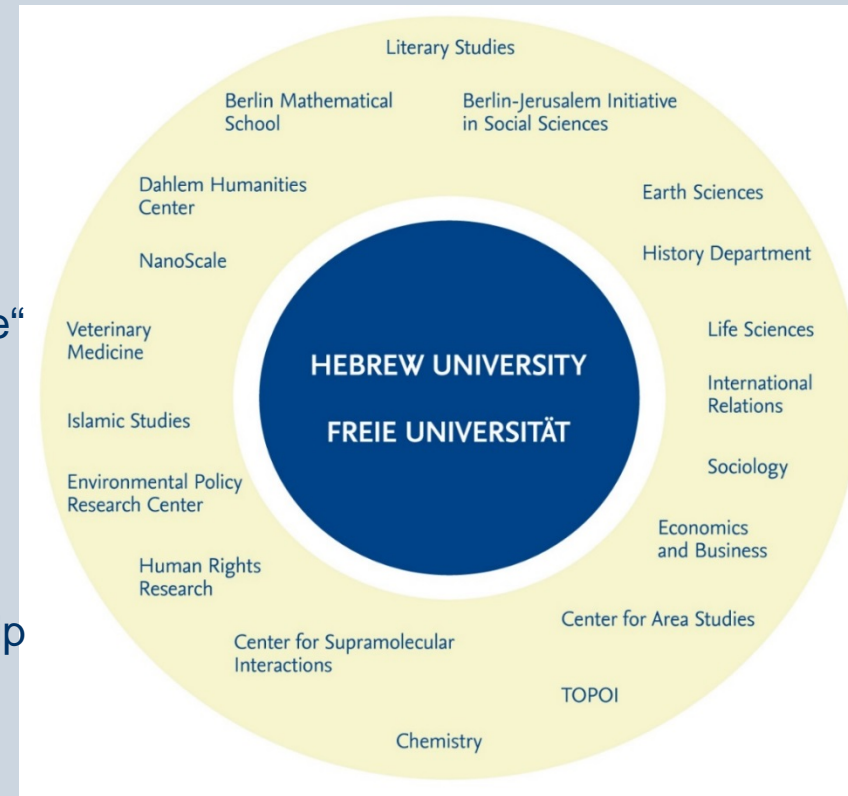 Literary Studies
Berlin Mathematical
School
Berlin-Jerusalem Initiative
in Social Sciences
Dahlem Humanities
Center
Earth Sciences
NanoScale
History Department
e“
Veterinary
Medicine
Life Sciences
HEBREW UNIVERSITY
FREIE UNIVERSITÄT
International
Relations
Islamic Studies
Sociology
Environmental Policy
Research Center
Economics
and Business
Human Rights
Research
p
Center for Supramolecular
Interactions
Center for Area Studies
TOPOI
Chemistry